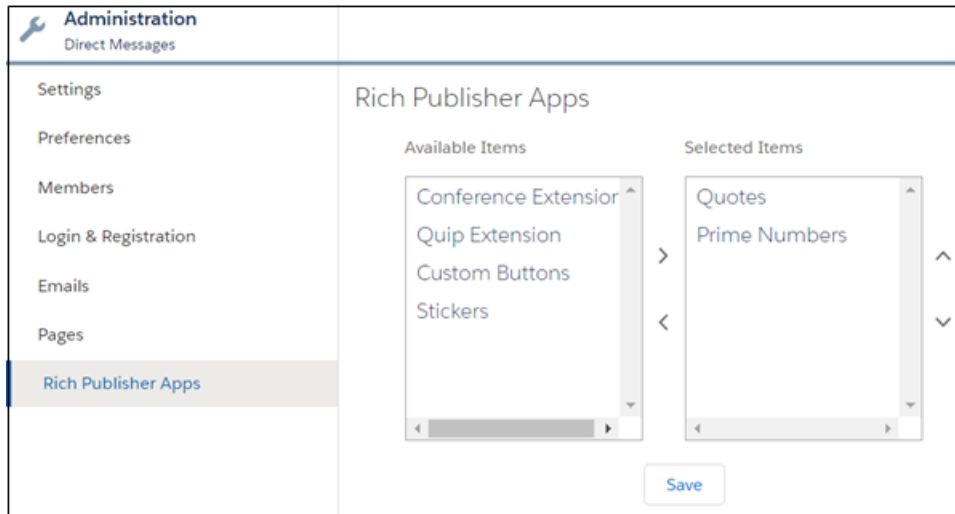 Administration
Direct Messages
Settings
Preferences
Members
Login & Registration
Emails
Pages
Rich Publisher Apps
Rich Publisher Apps
Available Items
Selected Items
Conference Extension
Quip Extension
Custom Buttons
Stickers
Quotes
Prime Numbers
Save